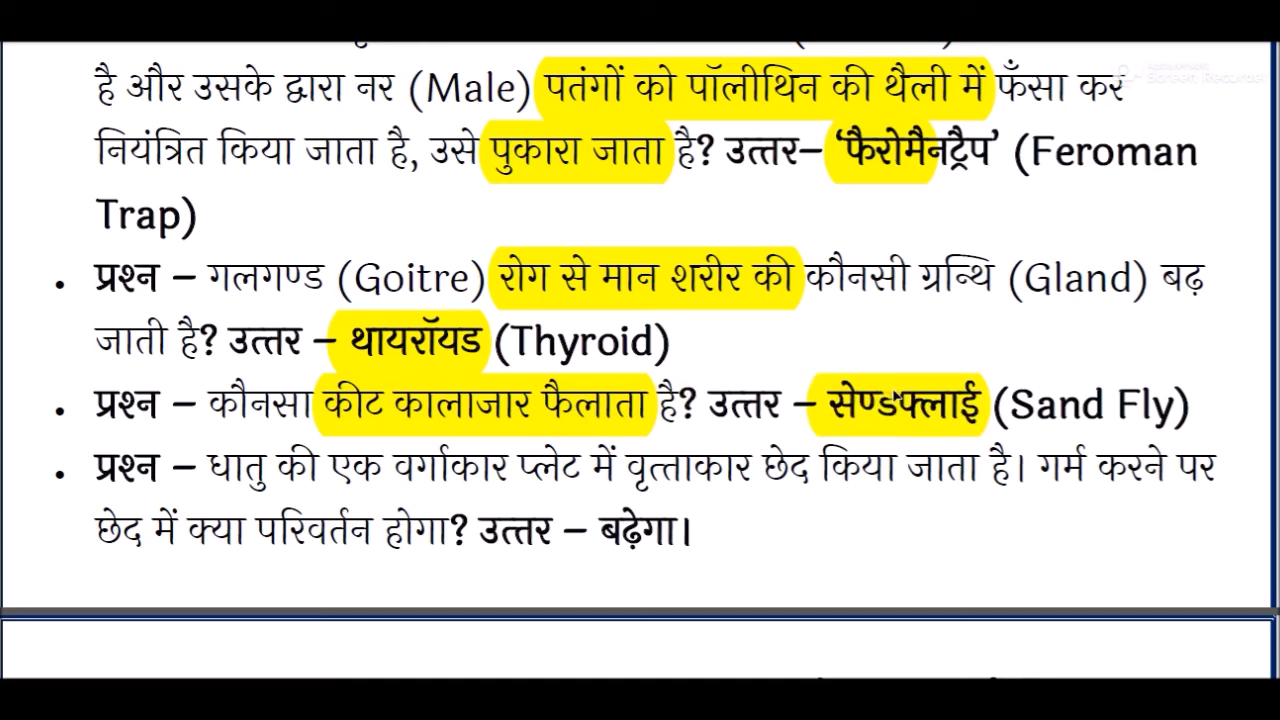 है और उसके द्वारा नर (Male) पतंगों को पॉलीथिन की थैली में फँसा कर
नियंत्रित किया जाता है, उसे पुकारा जाता है? उत्तर– ‘फैरोमैनट्रैप’ (Feroman
Trap)
• प्रश्न – गलगण्ड (Goitre) रोग से मान शरीर की कौनसी ग्रन्थि (Gland) बढ़
जाती है? उत्तर – थायरॉयड (Thyroid)
• प्रश्न – कौनसा कीट कालाजार फैलाता है? उत्तर – सेण्डफ्लाई (Sand Fly)
• प्रश्न – धातु की एक वर्गाकार प्लेट में वृत्ताकार छेद किया जाता है। गर्म करने पर
छेद में क्या परिवर्तन होगा? उत्तर – बढ़ेगा।
Screen Recorder